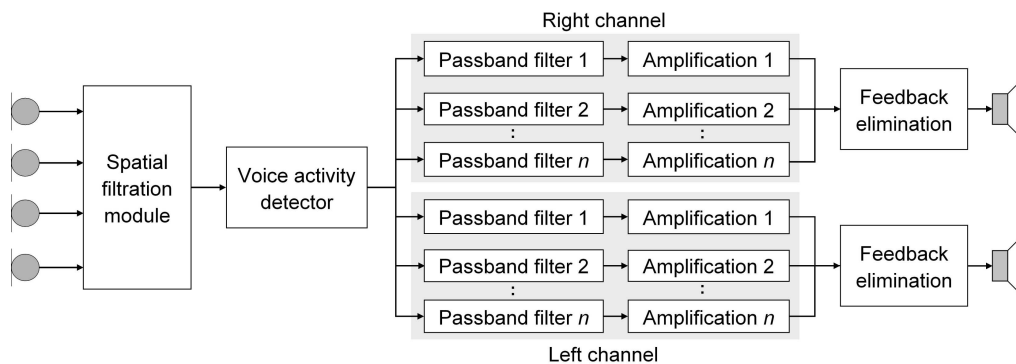 Right channel
Passband filter 1
Amplification 1
Passband filter 2
Amplification 2
:
:
Passband filter n
Amplification n
Feedback
elimination
Spatial
filtration
module
Voice activity
detector
Passband filter 1
Amplification 1
Passband filter 2
Amplification 2
:
:
Passband filter n
Amplification n
Feedback
elimination
Left channel